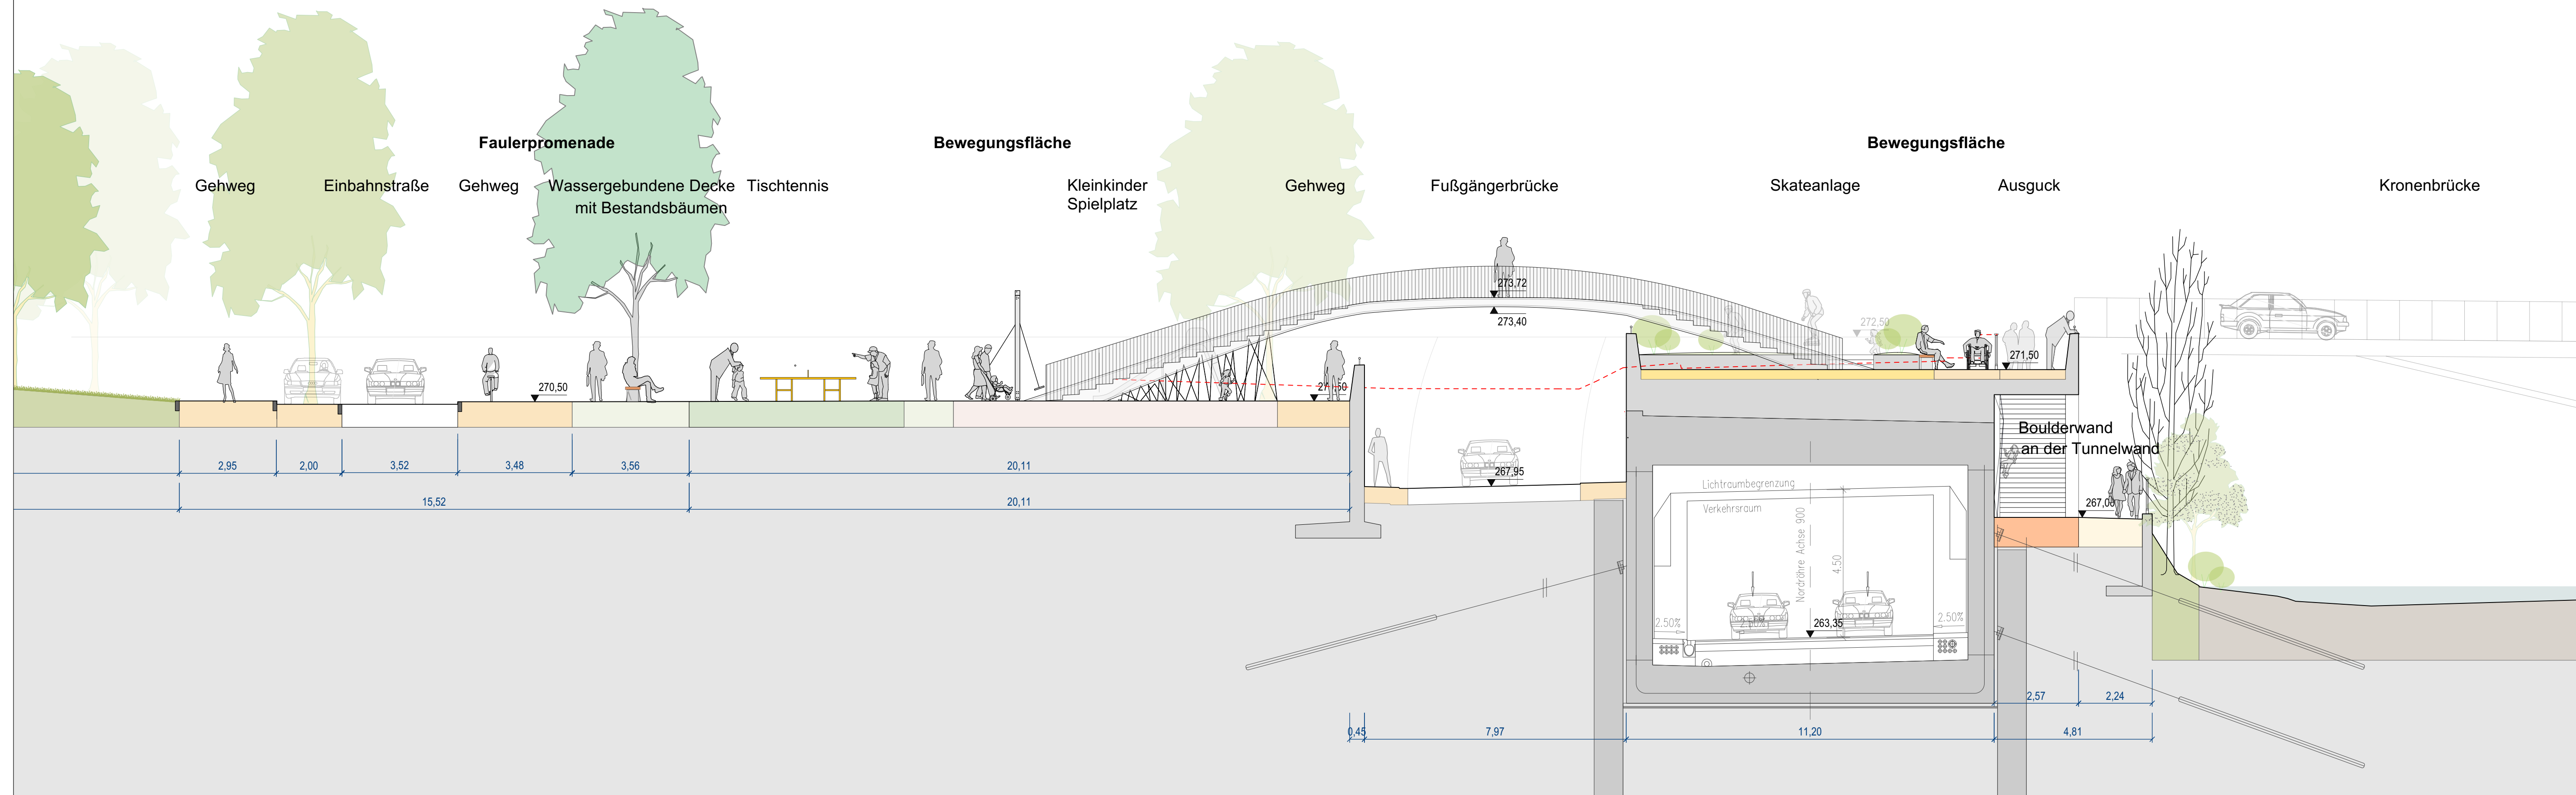 Faulerpromenade
Bewegungsfläche
Bewegungsfläche
Gehweg
Einbahnstraße
Gehweg
Wassergebundene Decke
mit Bestandsbäumen
Tischtennis
Kleinkinder
Spielplatz
Gehweg
Fußgängerbrücke
Skateanlage
Ausguck
Kronenbrücke
273,72
273,40
272,50
271,50
270,50
Boulderwand
an der Tunnelwand
2,95
2,00
3,52
3,48
3,56
20,11
267,95
15,52
20,11
Lichtraumbegrenzung
Verkehrsraum
Nordröhre Achse 900
4.50
2.50%
2.50%
2.50%
263,35
2,57
2,24
0,45
7,97
11,20
4,81